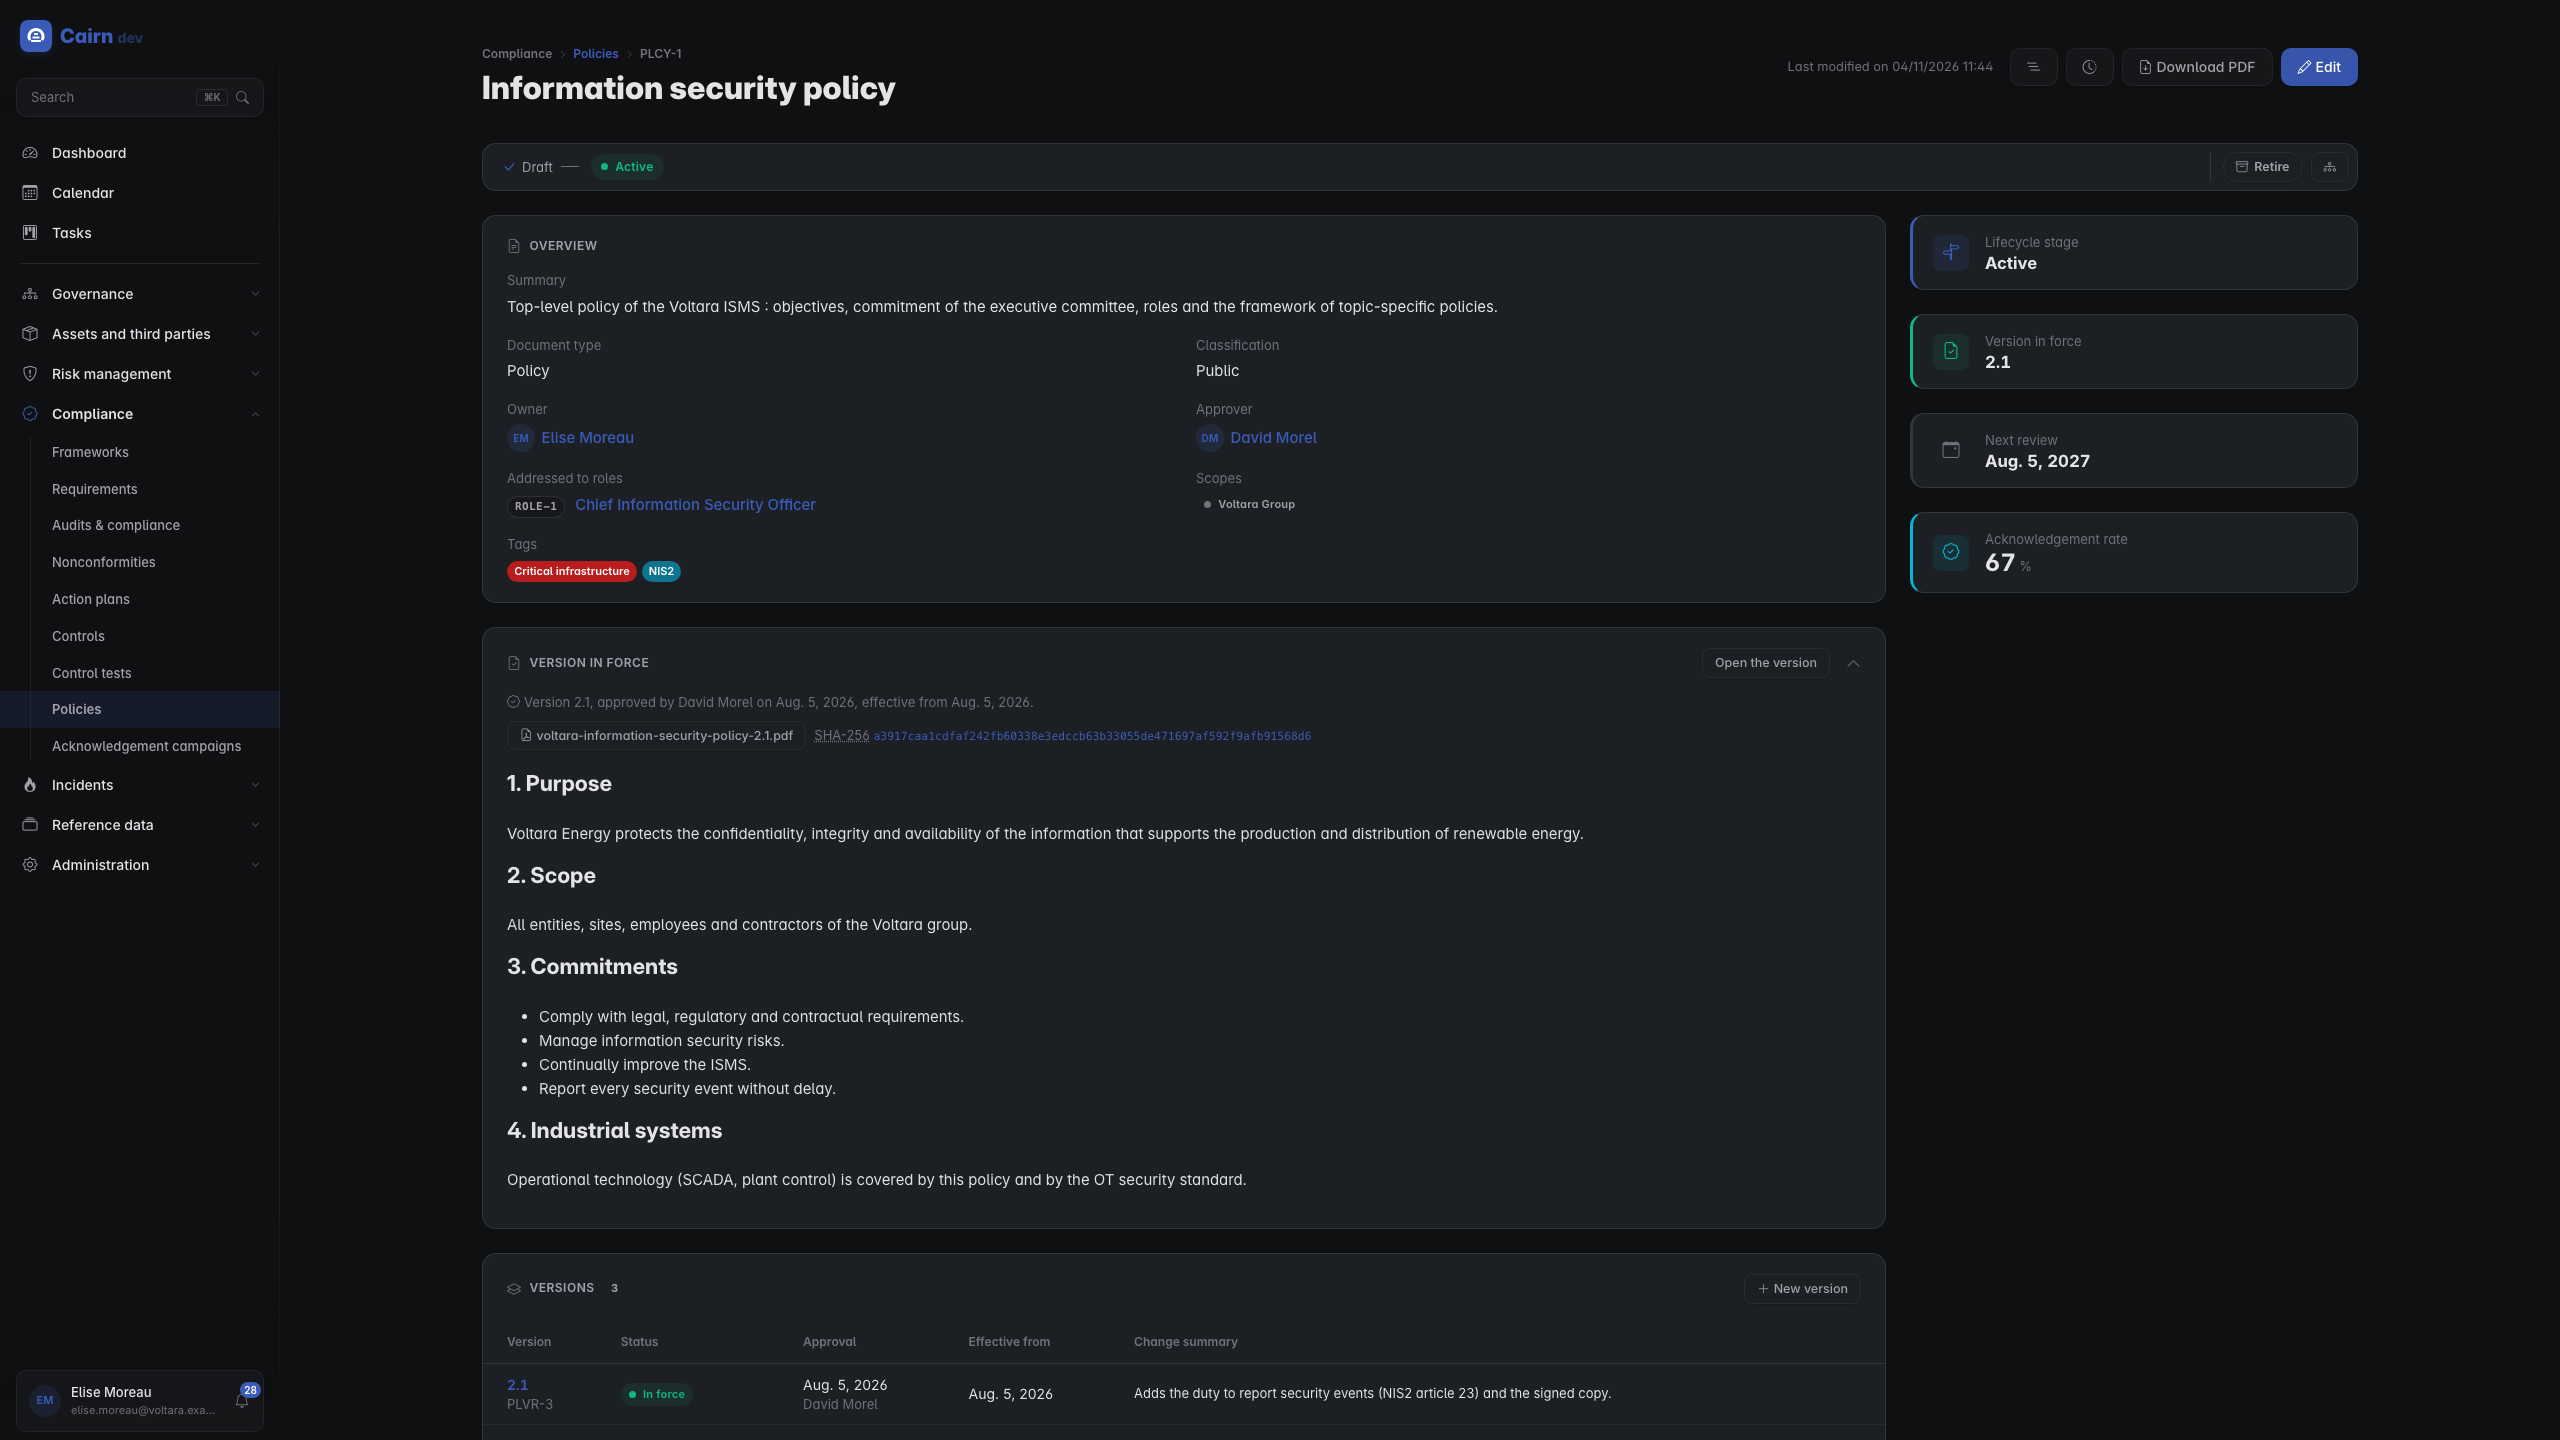 Cairn dev
Search ⌘K
Dashboard
Calendar
Tasks
Governance
Assets and third parties
Risk management
Compliance
Frameworks
Requirements
Audits & compliance
Nonconformities
Action plans
Controls
Control tests
Policies
Acknowledgement campaigns
Incidents
Reference data
Administration
EM
Elise Moreau
elise.moreau@voltara.exa...
28
Compliance > Policies > PLCY-1
Information security policy
Last modified on 04/11/2026 11:44
Download PDF
Edit
Draft
Active
Retire
OVERVIEW
Summary
Top-level policy of the Voltara ISMS : objectives, commitment of the executive committee, roles and the framework of topic-specific policies.
Document type
Policy
Classification
Public
Owner
EM Elise Moreau
Approver
DM David Morel
Addressed to roles
ROLE-1 Chief Information Security Officer
Scopes
Voltara Group
Tags
Critical infrastructure NIS2
Lifecycle stage
Active
Version in force
2.1
Next review
Aug. 5, 2027
Acknowledgement rate
67 %
VERSION IN FORCE
Open the version
Version 2.1, approved by David Morel on Aug. 5, 2026, effective from Aug. 5, 2026.
voltara-information-security-policy-2.1.pdf SHA-256 a3917caa1cdfaf242fb60338e3edccb63b33055de471697af592f9afb91568d6
1. Purpose
Voltara Energy protects the confidentiality, integrity and availability of the information that supports the production and distribution of renewable energy.
2. Scope
All entities, sites, employees and contractors of the Voltara group.
3. Commitments
• Comply with legal, regulatory and contractual requirements.
• Manage information security risks.
• Continually improve the ISMS.
• Report every security event without delay.
4. Industrial systems
Operational technology (SCADA, plant control) is covered by this policy and by the OT security standard.
VERSIONS 3
+ New version
Version Status Approval Effective from Change summary
2.1 In force Aug. 5, 2026 Aug. 5, 2026 Adds the duty to report security events (NIS2 article 23) and the signed copy.
PLVR-3 David Morel